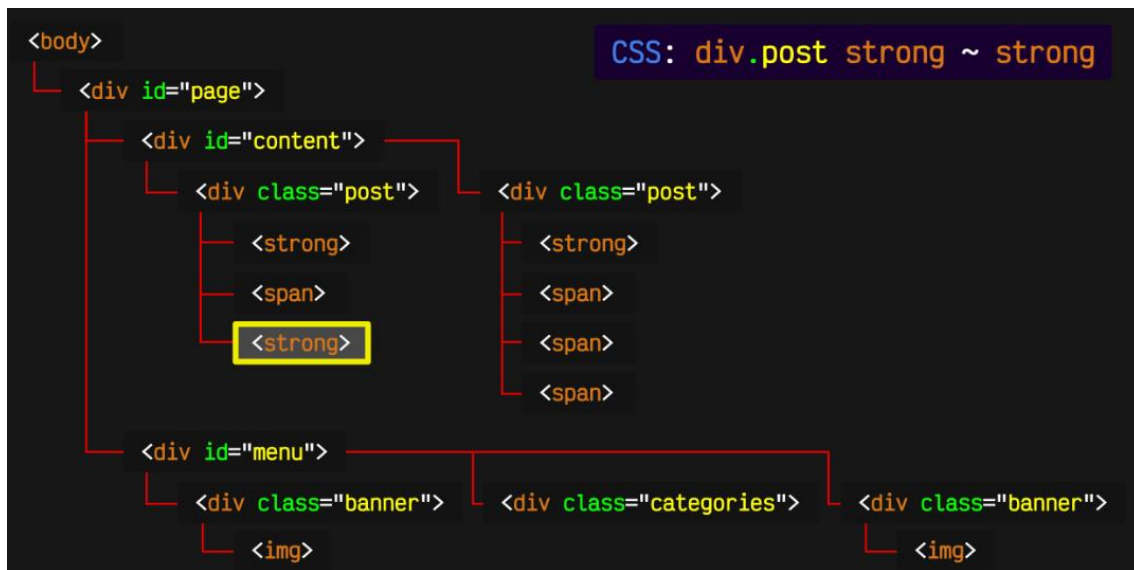 <body>
CSS: div.post strong ~ strong
<div id="page">
<div id="content">
<div class="post"> <div class="post">
<strong> <strong>
<span> <span>
<strong> <span>
<span>
<div id="menu">
<div class="banner"> <div class="categories"> <div class="banner">
<img> <img>